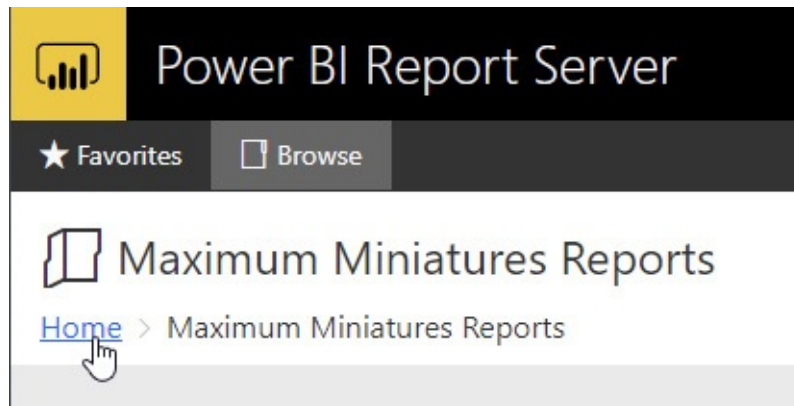 Power BI Report Server
★ Favorites Browse
Maximum Miniatures Reports
Home > Maximum Miniatures Reports